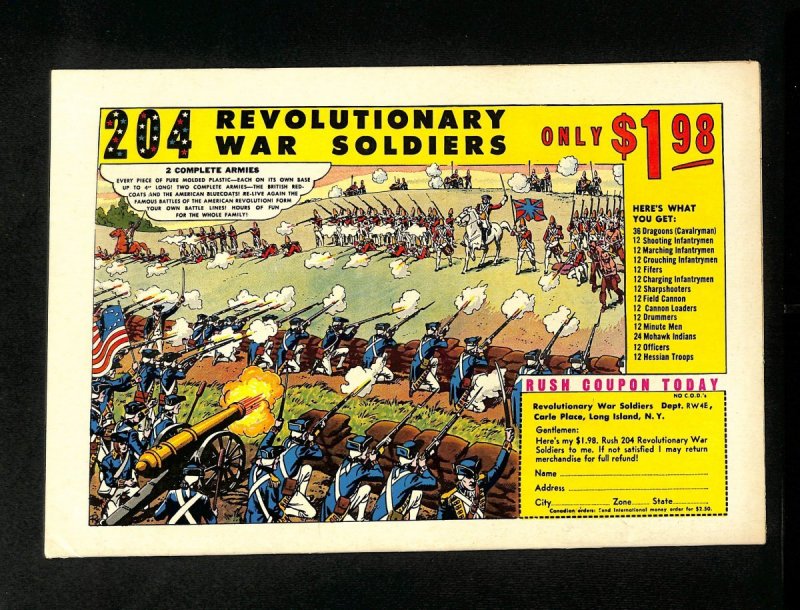 204 REVOLUTIONARY
WAR SOLDIERS
ONLY $1.98
2 COMPLETE ARMIES
EVERY PIECE OF PURE MOLDED PLASTIC—EACH ON ITS OWN BASE
UP TO 4" LONG! TWO COMPLETE ARMIES—THE BRITISH RED-
COATS AND THE AMERICAN BLUECOATS! RE-LIVE AGAIN THE
FAMOUS BATTLES OF THE AMERICAN REVOLUTION! FORM
YOUR OWN BATTLE LINES! HOURS OF FUN
FOR THE WHOLE FAMILY!
HERE'S WHAT
YOU GET:
36 Dragoons (Cavalryman)
12 Shooting Infantrymen
12 Marching Infantrymen
12 Crouching Infantrymen
12 Fifers
12 Charging Infantrymen
12 Sharpshooters
12 Field Cannon
12 Cannon Loaders
12 Drummers
12 Minute Men
24 Mohawk Indians
12 Officers
12 Hessian Troops
RUSH COUPON TODAY
NO C.O.D.'s
Revolutionary War Soldiers Dept. RW4E,
Carle Place, Long Island, N. Y.
Gentlemen:
Here's my $1.98. Rush 204 Revolutionary War
Soldiers to me. If not satisfied I may return
merchandise for full refund!
Name
Address
City Zone State
Canadian orders: Send International money order for $2.50.